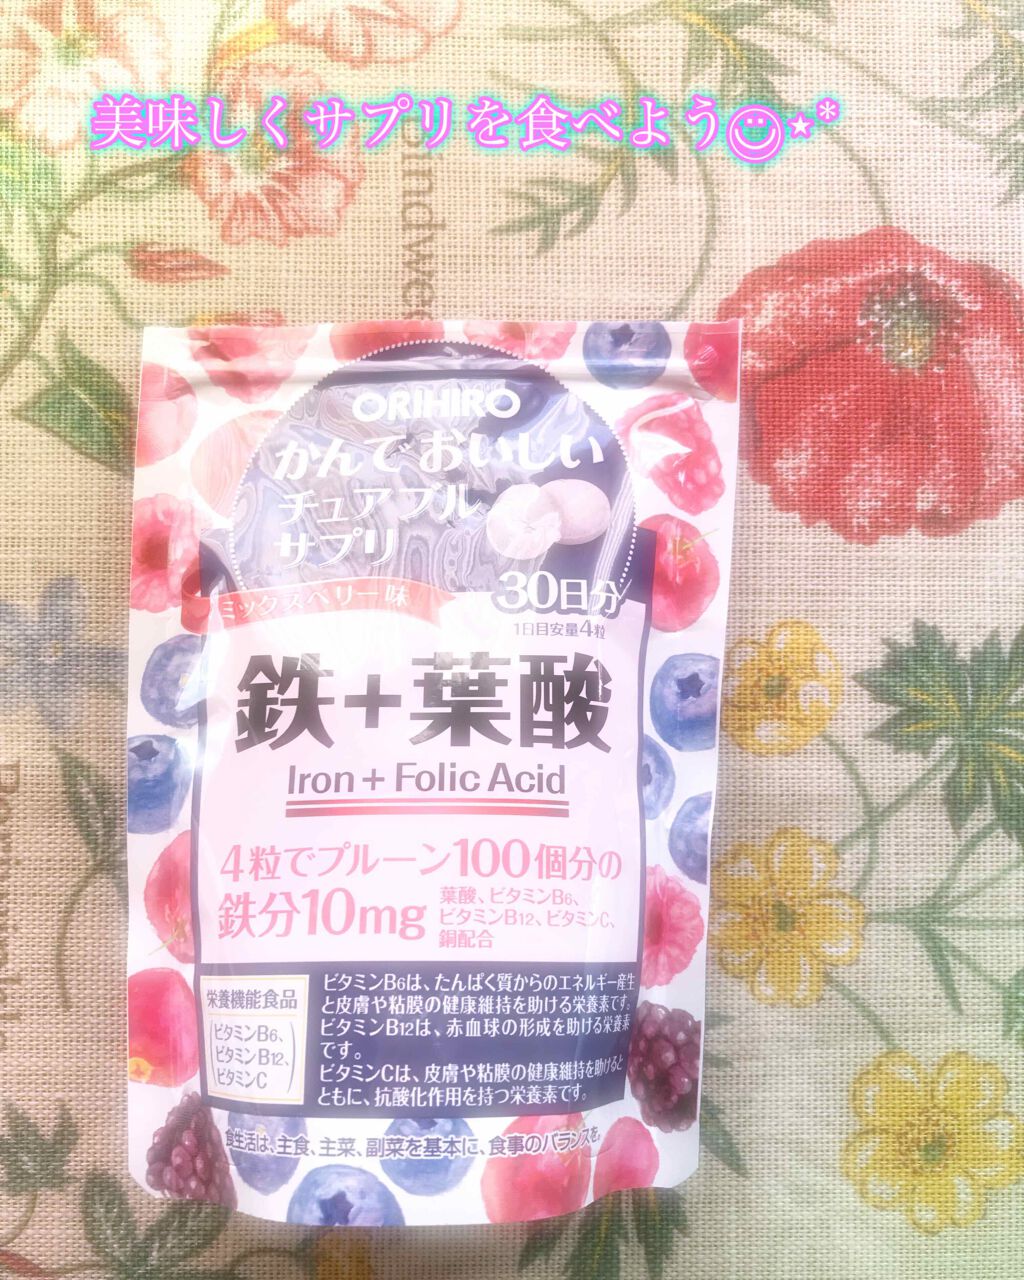 美味しくサプリを食べよう
ORIHIRO
かんでおいしい
チュアブル
サプリ
ミックスベリー味
30日分
1日目安量4粒
鉄+葉酸
Iron + Folic Acid
4粒でプルーン100個分の
鉄分10mg
葉酸、ビタミンB6、
ビタミンB12、ビタミンC、
銅配合
栄養機能食品
(ビタミンB6、
ビタミンB12、
ビタミンC)
ビタミンB6は、たんぱく質からのエネルギー産生
と皮膚や粘膜の健康維持を助ける栄養素です。
ビタミンB12は、赤血球の形成を助ける栄養素
です。
ビタミンCは、皮膚や粘膜の健康維持を助けると
ともに、抗酸化作用を持つ栄養素です。
食生活は、主食、主菜、副菜を基本に、食事のバランスを。